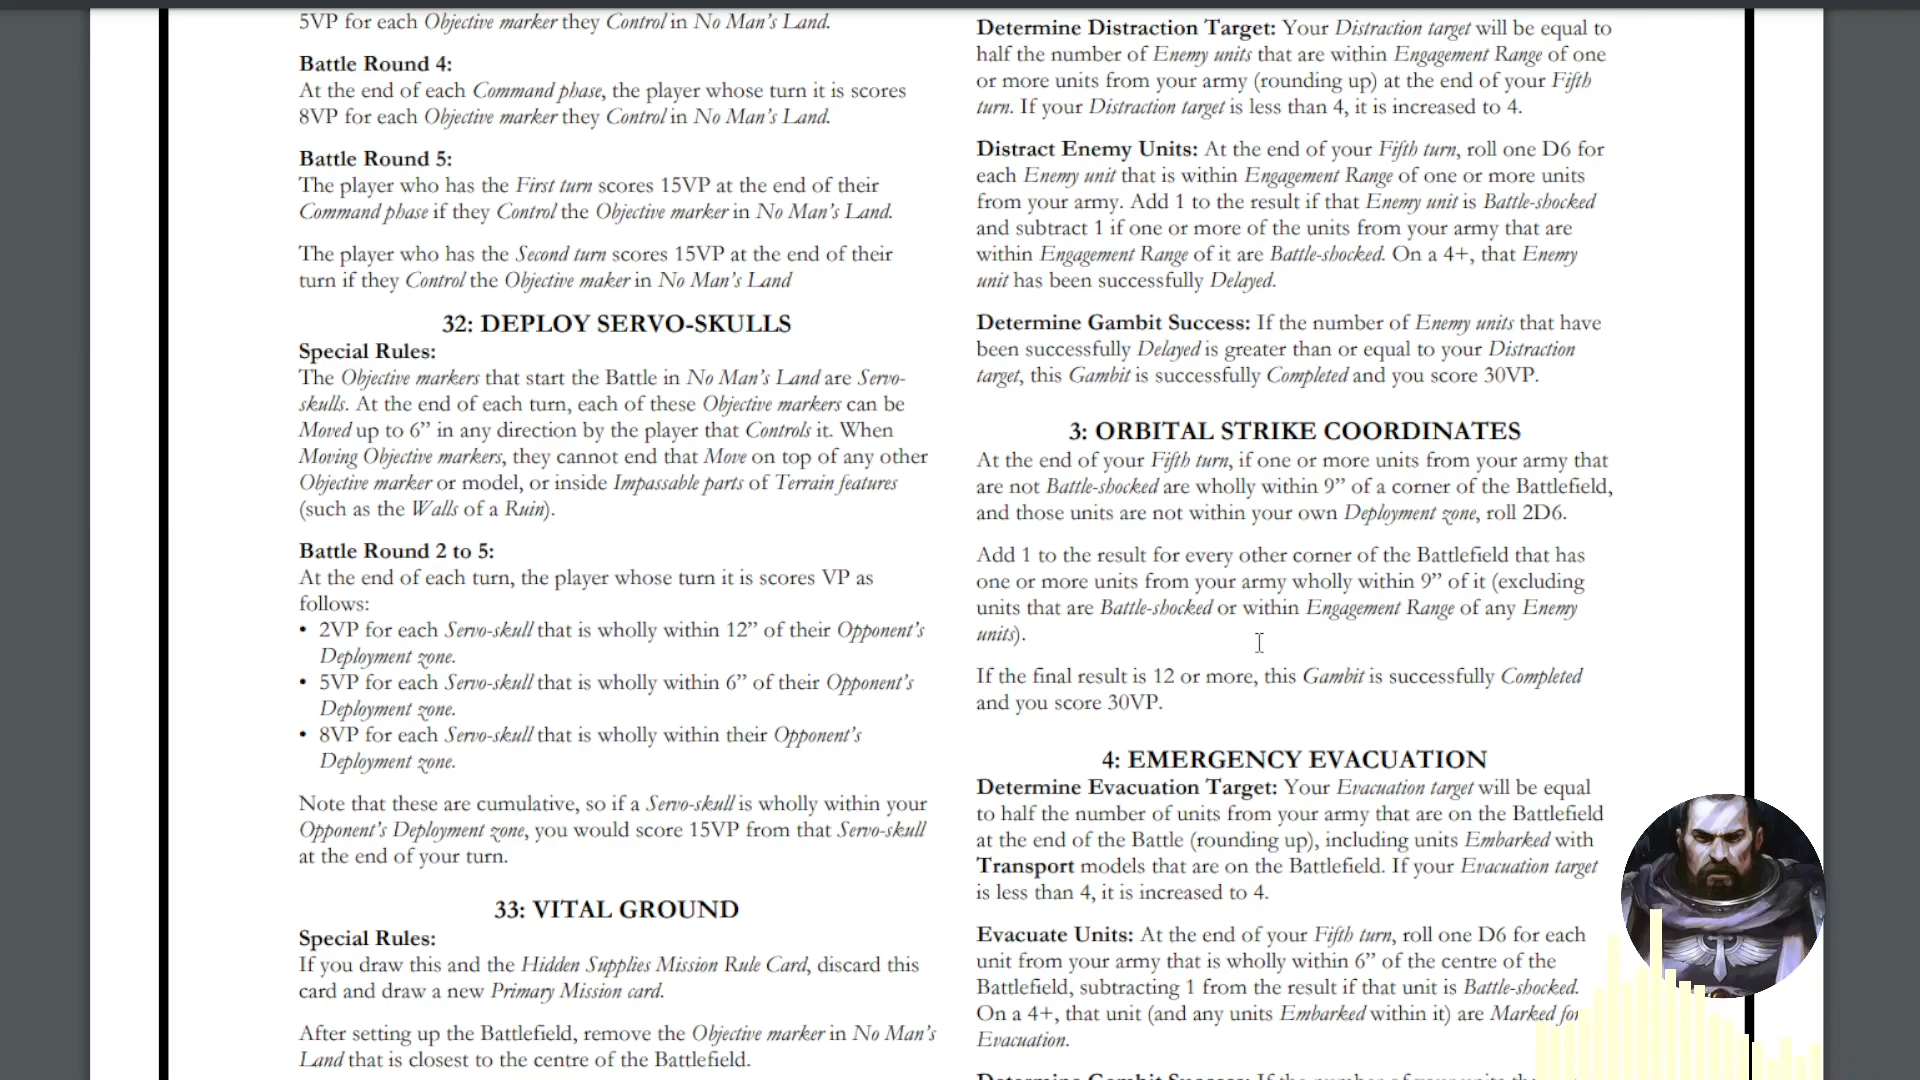 5VP for each Objective marker they Control in No Man's Land.
Battle Round 4:
At the end of each Command phase, the player whose turn it is scores
8VP for each Objective marker they Control in No Man's Land.
Battle Round 5:
The player who has the First turn scores 15VP at the end of their
Command phase if they Control the Objective marker in No Man's Land.
The player who has the Second turn scores 15VP at the end of their
turn if they Control the Objective maker in No Man's Land
32: DEPLOY SERVO-SKULLS
Special Rules:
The Objective markers that start the Battle in No Man's Land are Servo-
skulls. At the end of each turn, each of these Objective markers can be
Moved up to 6" in any direction by the player that Controls it. When
Moving Objective markers, they cannot end that Move on top of any other
Objective marker or model, or inside Impassable parts of Terrain features
(such as the Walls of a Ruin).
Battle Round 2 to 5:
At the end of each turn, the player whose turn it is scores VP as
follows:
• 2VP for each Servo-skull that is wholly within 12" of their Opponent's
Deployment zone.
• 5VP for each Servo-skull that is wholly within 6" of their Opponent's
Deployment zone.
• 8VP for each Servo-skull that is wholly within their Opponent's
Deployment zone.
Note that these are cumulative, so if a Servo-skull is wholly within your
Opponent's Deployment zone, you would score 15VP from that Servo-skull
at the end of your turn.
33: VITAL GROUND
Special Rules:
If you draw this and the Hidden Supplies Mission Rule Card, discard this
card and draw a new Primary Mission card.
After setting up the Battlefield, remove the Objective marker in No Man's
Land that is closest to the centre of the Battlefield.
Determine Distraction Target: Your Distraction target will be equal to
half the number of Enemy units that are within Engagement Range of one
or more units from your army (rounding up) at the end of your Fifth
turn. If your Distraction target is less than 4, it is increased to 4.
Distract Enemy Units: At the end of your Fifth turn, roll one D6 for
each Enemy unit that is within Engagement Range of one or more units
from your army. Add 1 to the result if that Enemy unit is Battle-shocked
and subtract 1 if one or more of the units from your army that are
within Engagement Range of it are Battle-shocked. On a 4+, that Enemy
unit has been successfully Delayed.
Determine Gambit Success: If the number of Enemy units that have
been successfully Delayed is greater than or equal to your Distraction
target, this Gambit is successfully Completed and you score 30VP.
3: ORBITAL STRIKE COORDINATES
At the end of your Fifth turn, if one or more units from your army that
are not Battle-shocked are wholly within 9" of a corner of the Battlefield,
and those units are not within your own Deployment zone, roll 2D6.
Add 1 to the result for every other corner of the Battlefield that has
one or more units from your army wholly within 9" of it (excluding
units that are Battle-shocked or within Engagement Range of any Enemy
units).
If the final result is 12 or more, this Gambit is successfully Completed
and you score 30VP.
4: EMERGENCY EVACUATION
Determine Evacuation Target: Your Evacuation target will be equal
to half the number of units from your army that are on the Battlefield
at the end of the Battle (rounding up), including units Embarked with
Transport models that are on the Battlefield. If your Evacuation target
is less than 4, it is increased to 4.
Evacuate Units: At the end of your Fifth turn, roll one D6 for each
unit from your army that is wholly within 6" of the centre of the
Battlefield, subtracting 1 from the result if that unit is Battle-shocked.
On a 4+, that unit (and any units Embarked within it) are Marked for
Evacuation.